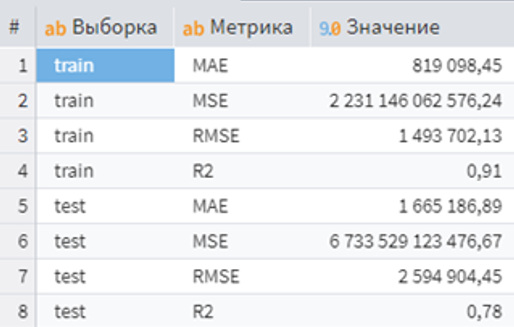 # ab Выборка ab Метрика 9.0 Значение
1 train MAE 819 098,45
2 train MSE 2 231 146 062 576,24
3 train RMSE 1 493 702,13
4 train R2 0,91
5 test MAE 1 665 186,89
6 test MSE 6 733 529 123 476,67
7 test RMSE 2 594 904,45
8 test R2 0,78